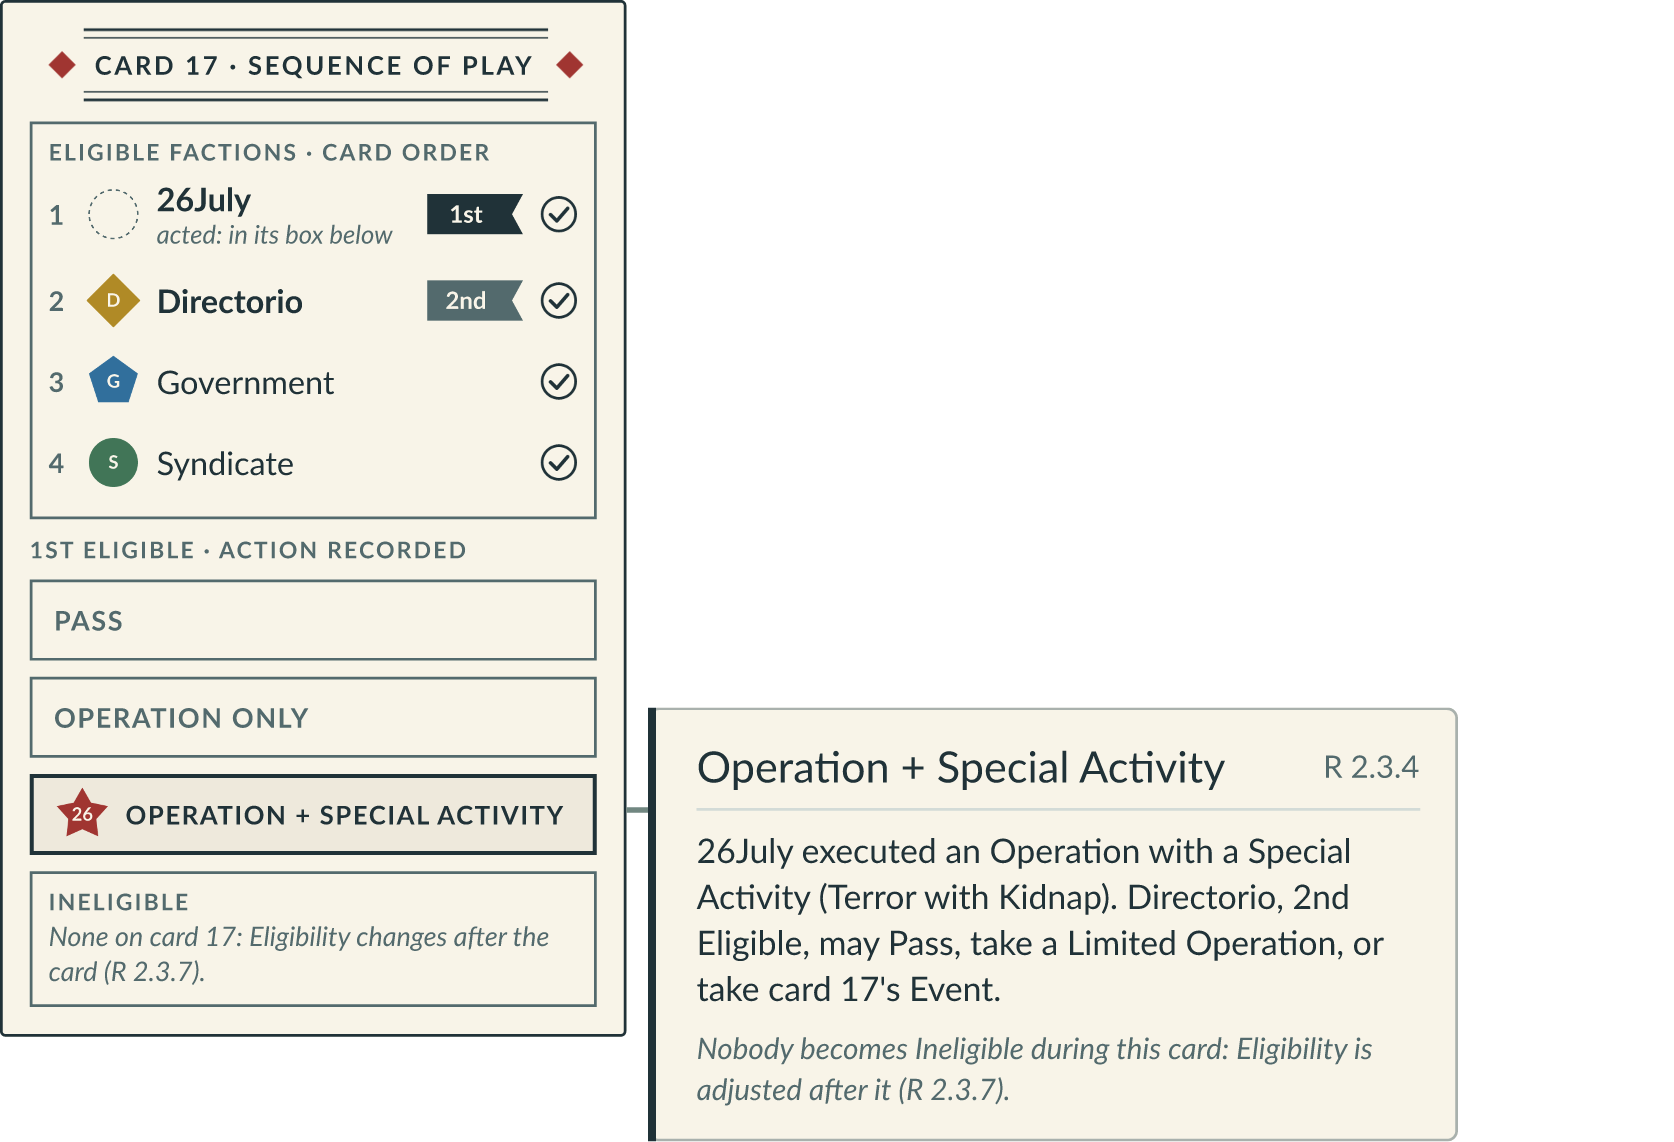 CARD 17 · SEQUENCE OF PLAY
ELIGIBLE FACTIONS · CARD ORDER
1 26July 1st
acted: in its box below
2 D Directorio 2nd
3 G Government
4 S Syndicate
1ST ELIGIBLE · ACTION RECORDED
PASS
OPERATION ONLY
26 OPERATION + SPECIAL ACTIVITY
INELIGIBLE
None on card 17: Eligibility changes after the
card (R 2.3.7).
Operation + Special Activity R 2.3.4
26July executed an Operation with a Special
Activity (Terror with Kidnap). Directorio, 2nd
Eligible, may Pass, take a Limited Operation, or
take card 17's Event.
Nobody becomes Ineligible during this card: Eligibility is
adjusted after it (R 2.3.7).